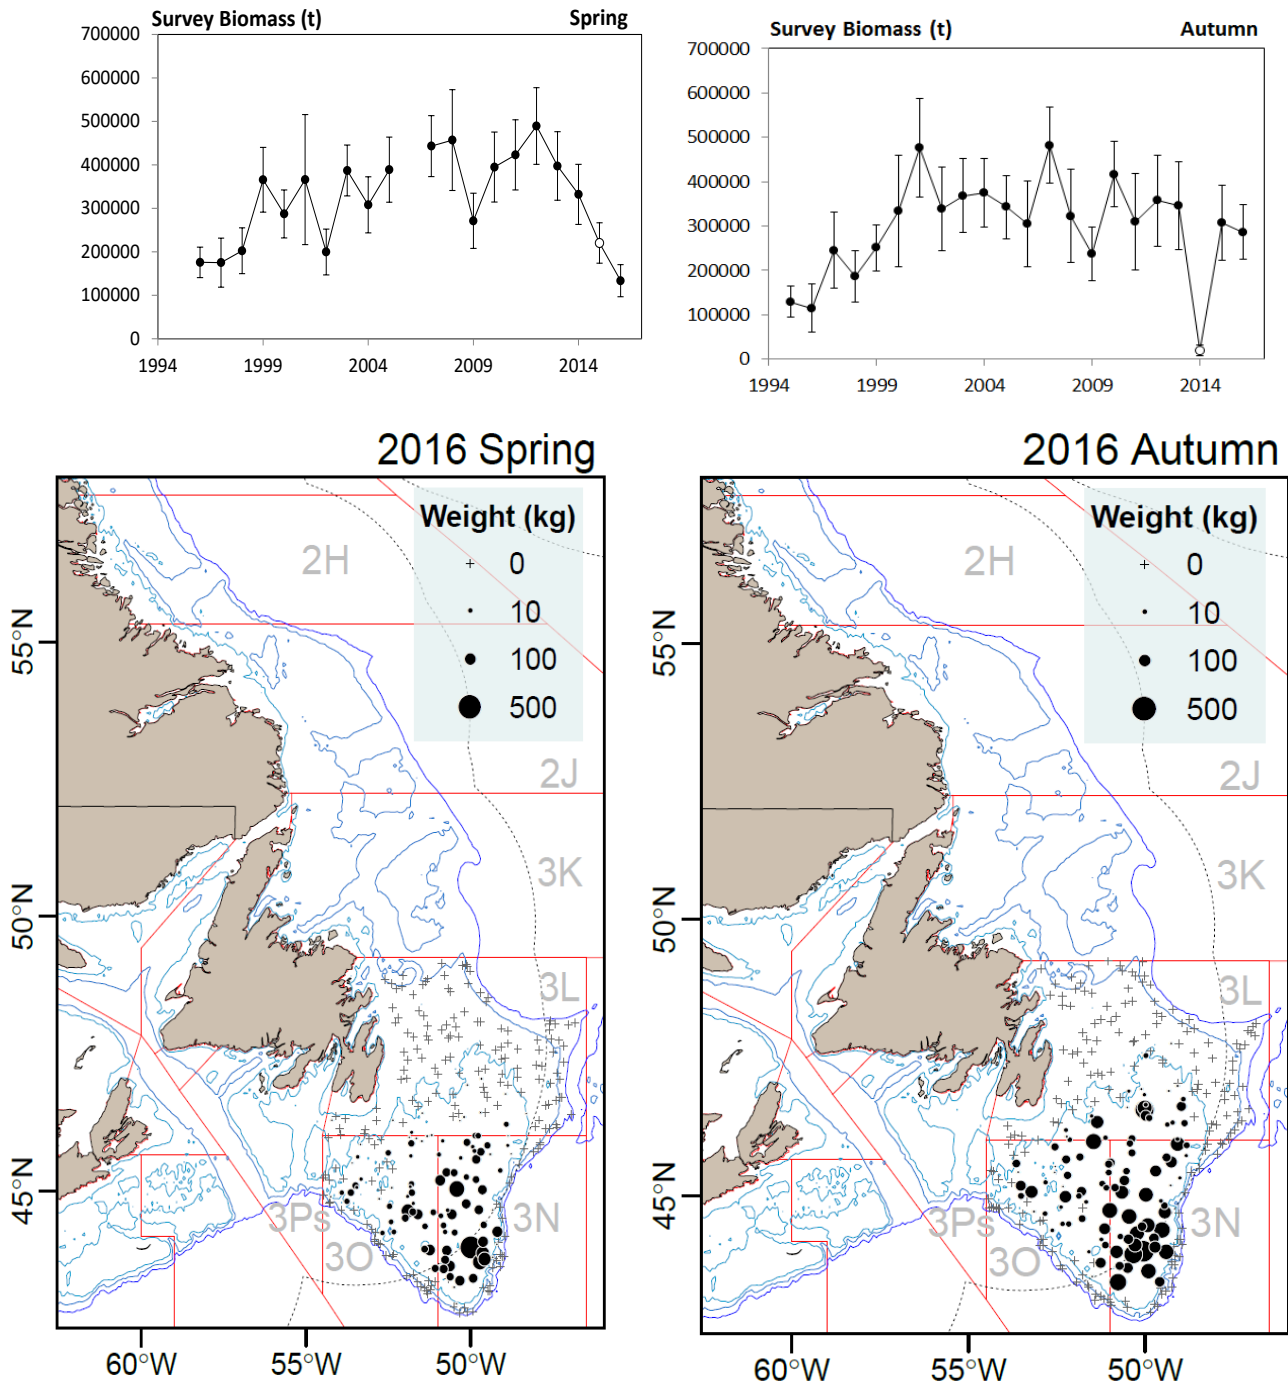 Survey Biomass (t) Spring
700000
600000
500000
400000
300000
200000
100000
0
1994 1999 2004 2009 2014
Survey Biomass (t) Autumn
700000
600000
500000
400000
300000
200000
100000
0
1994 1999 2004 2009 2014
2016 Spring
Weight (kg)
0
10
100
500
2H
2J
3K
3L
3N
3O
3Ps
55°N
50°N
45°N
60°W 55°W 50°W
2016 Autumn
Weight (kg)
0
10
100
500
2H
2J
3K
3L
3N
3O
3Ps
55°N
50°N
45°N
60°W 55°W 50°W